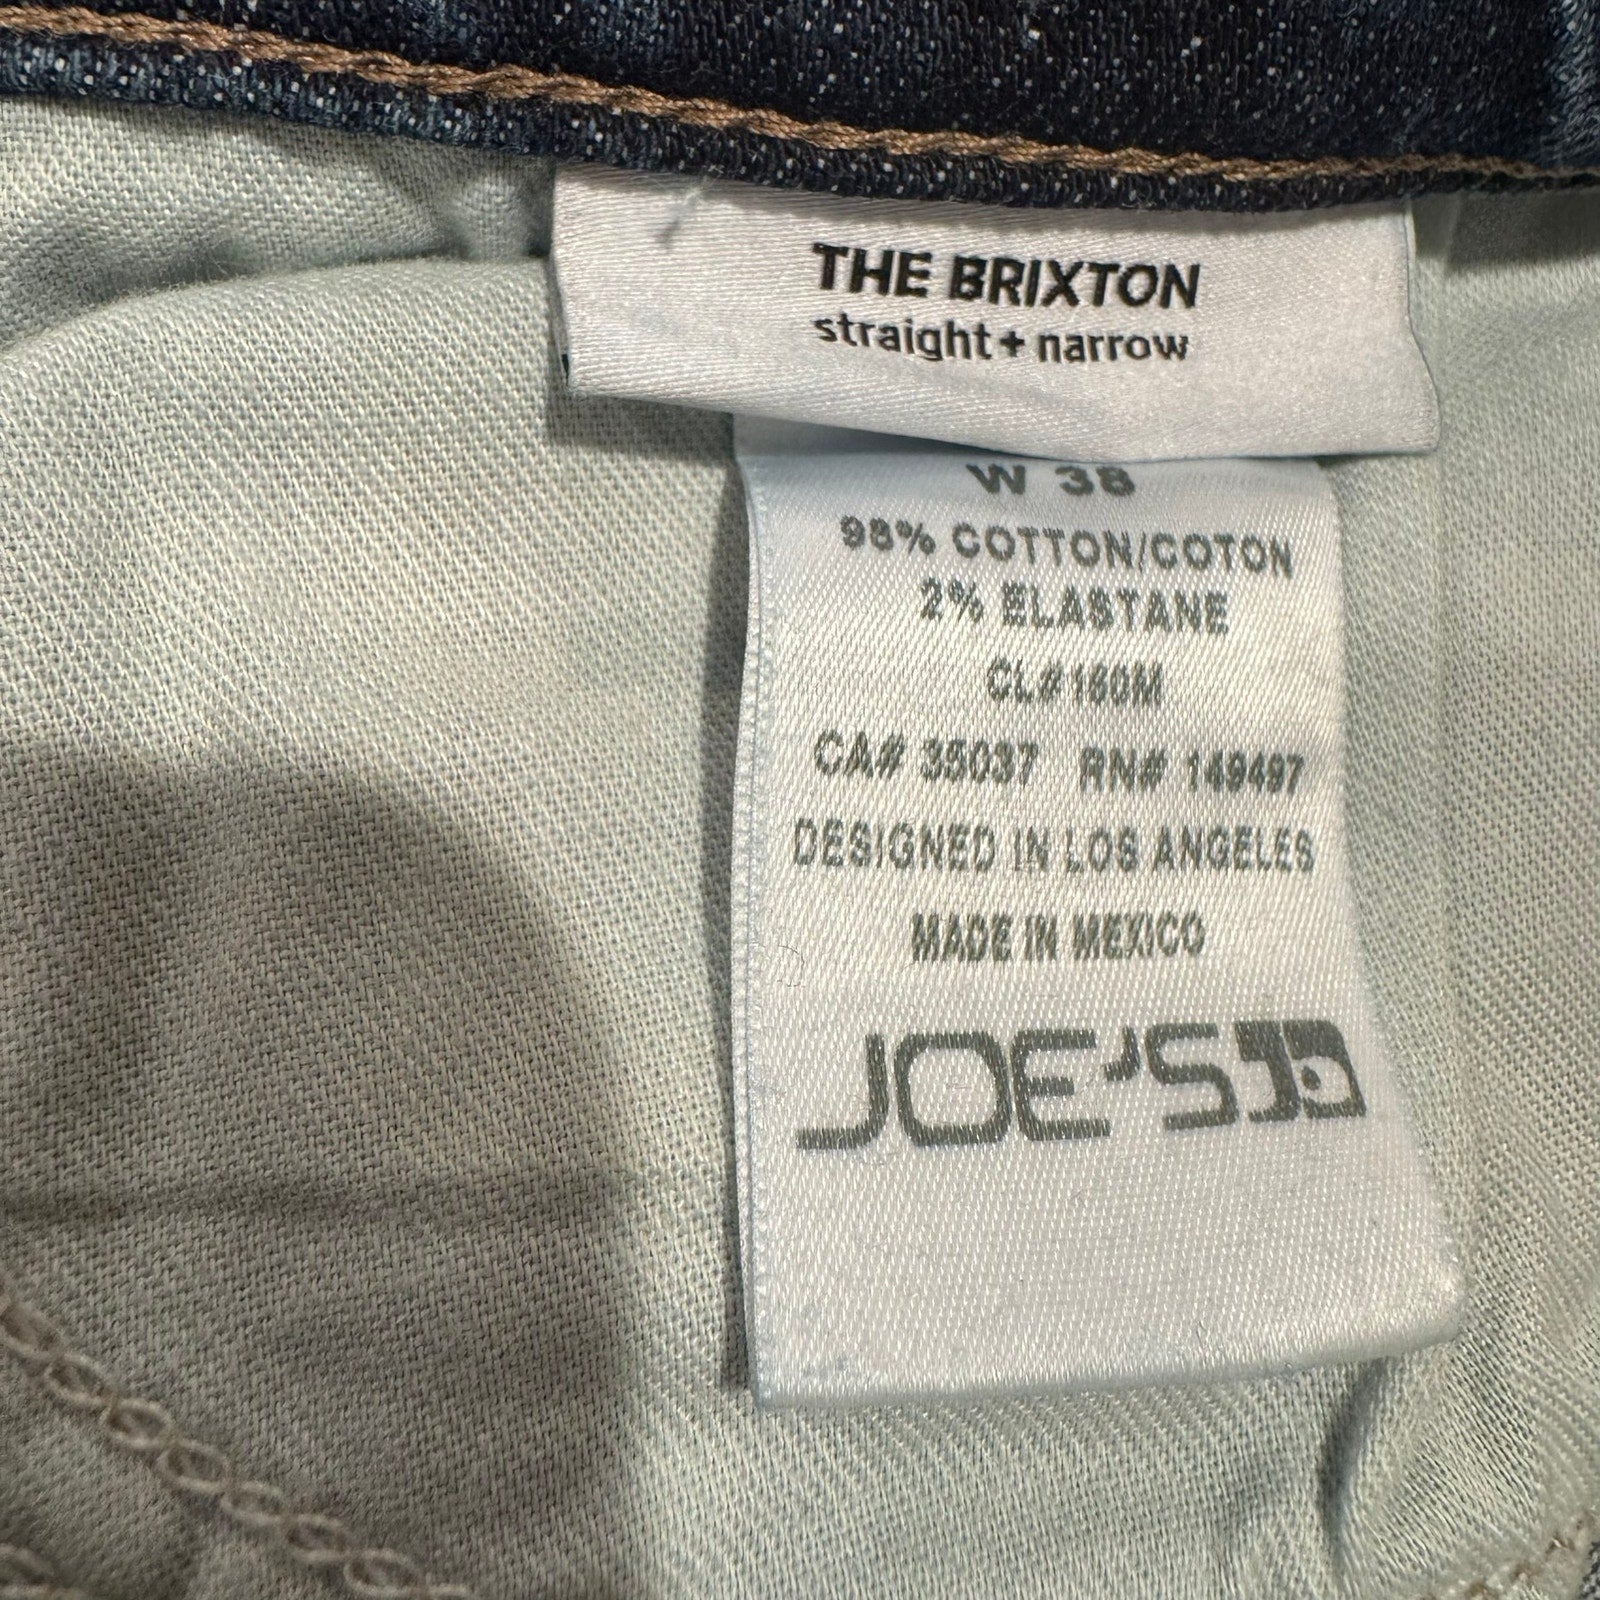 THE BRIXTON
straight + narrow
W 38
98% COTTON/COTON
2% ELASTANE
CL#160M
CA# 35037 RN# 149497
DESIGNED IN LOS ANGELES
MADE IN MEXICO
JOE'S